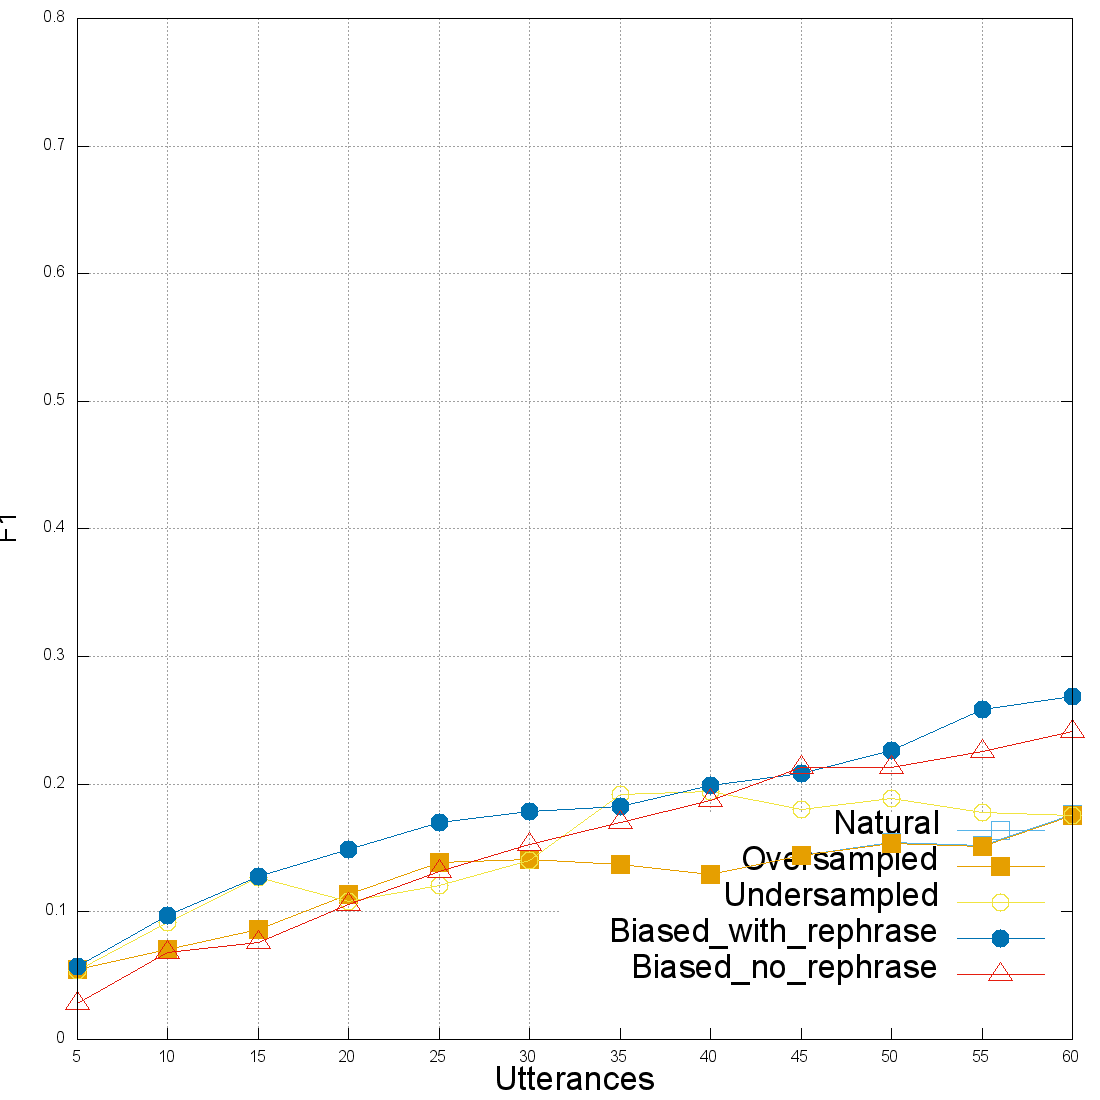 0.8
0.7
0.6
0.5
0.4
0.3
0.2
0.1
0
F1
Natural
Oversampled
Undersampled
Biased_with_rephrase
Biased_no_rephrase
5 10 15 20 25 30 35 40 45 50 55 60
Utterances